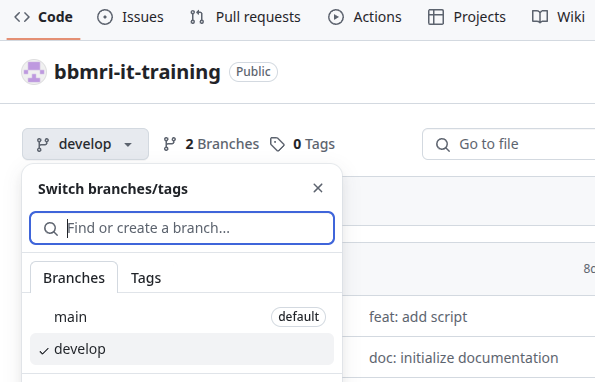 Code Issues Pull requests Actions Projects Wiki
bbmri-it-training Public
develop 2 Branches 0 Tags Go to file
Switch branches/tags
Find or create a branch...
Branches Tags
main default
feat: add script
develop
doc: initialize documentation